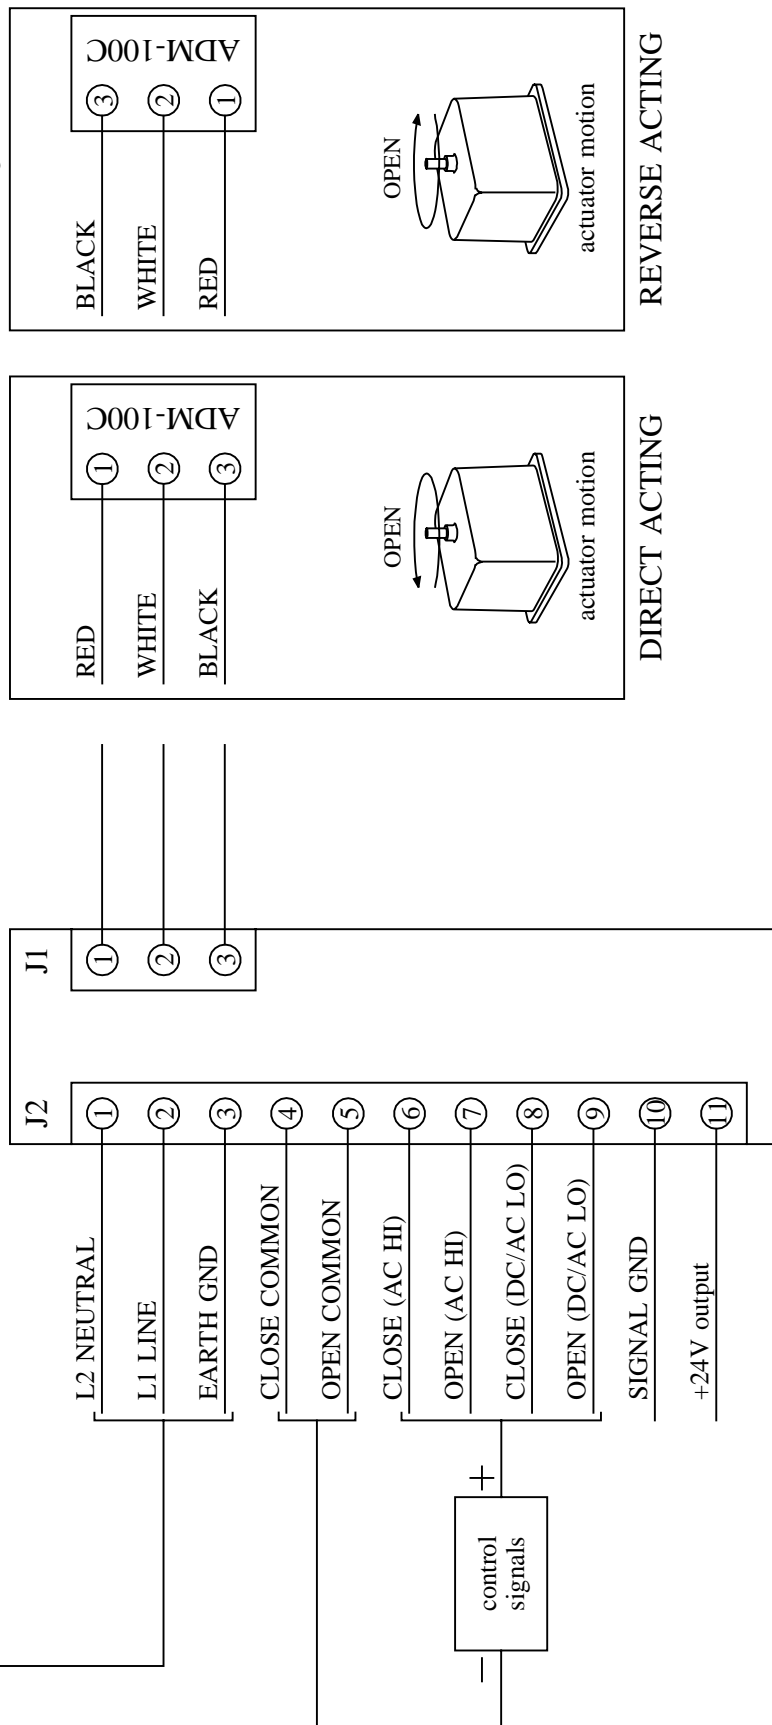 J2
L2 NEUTRAL
1
L1 LINE
2
EARTH GND
3
CLOSE COMMON
4
OPEN COMMON
5
CLOSE (AC HI)
6
OPEN (AC HI)
7
CLOSE (DC/AC LO)
8
OPEN (DC/AC LO)
9
SIGNAL GND
10
+24V output
11
−
control
signals
+
J1
1
2
3
RED
1
WHITE
2
BLACK
3
ADM-100C
OPEN
actuator motion
DIRECT ACTING
BLACK
3
WHITE
2
RED
1
ADM-100C
OPEN
actuator motion
REVERSE ACTING